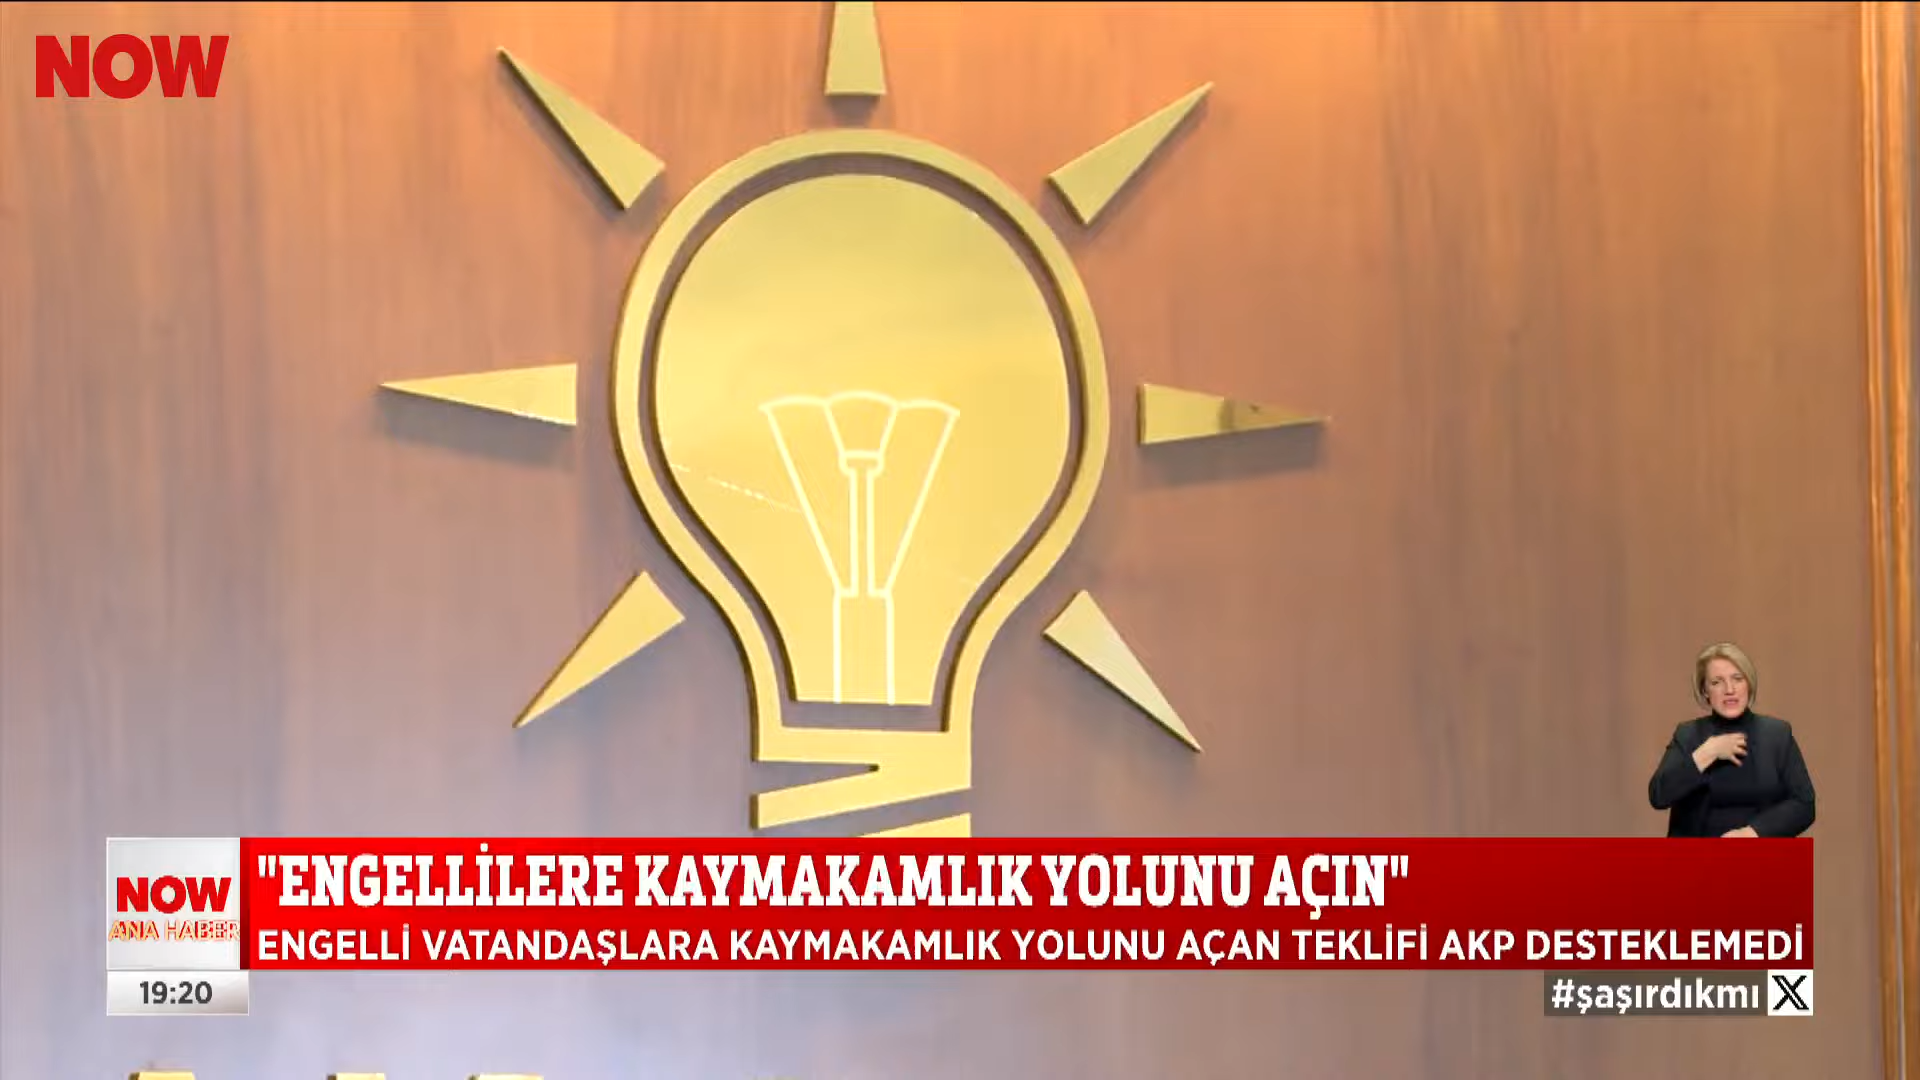 NOW
"ENGELLİLERE KAYMAKAMLIK YOLUNU AÇIN"
NOW
ANA HABER
ENGELLİ VATANDAŞLARA KAYMAKAMLIK YOLUNU AÇAN TEKLİFİ AKP DESTEKLEMEDİ
19:20
#şaşırdıkmı X